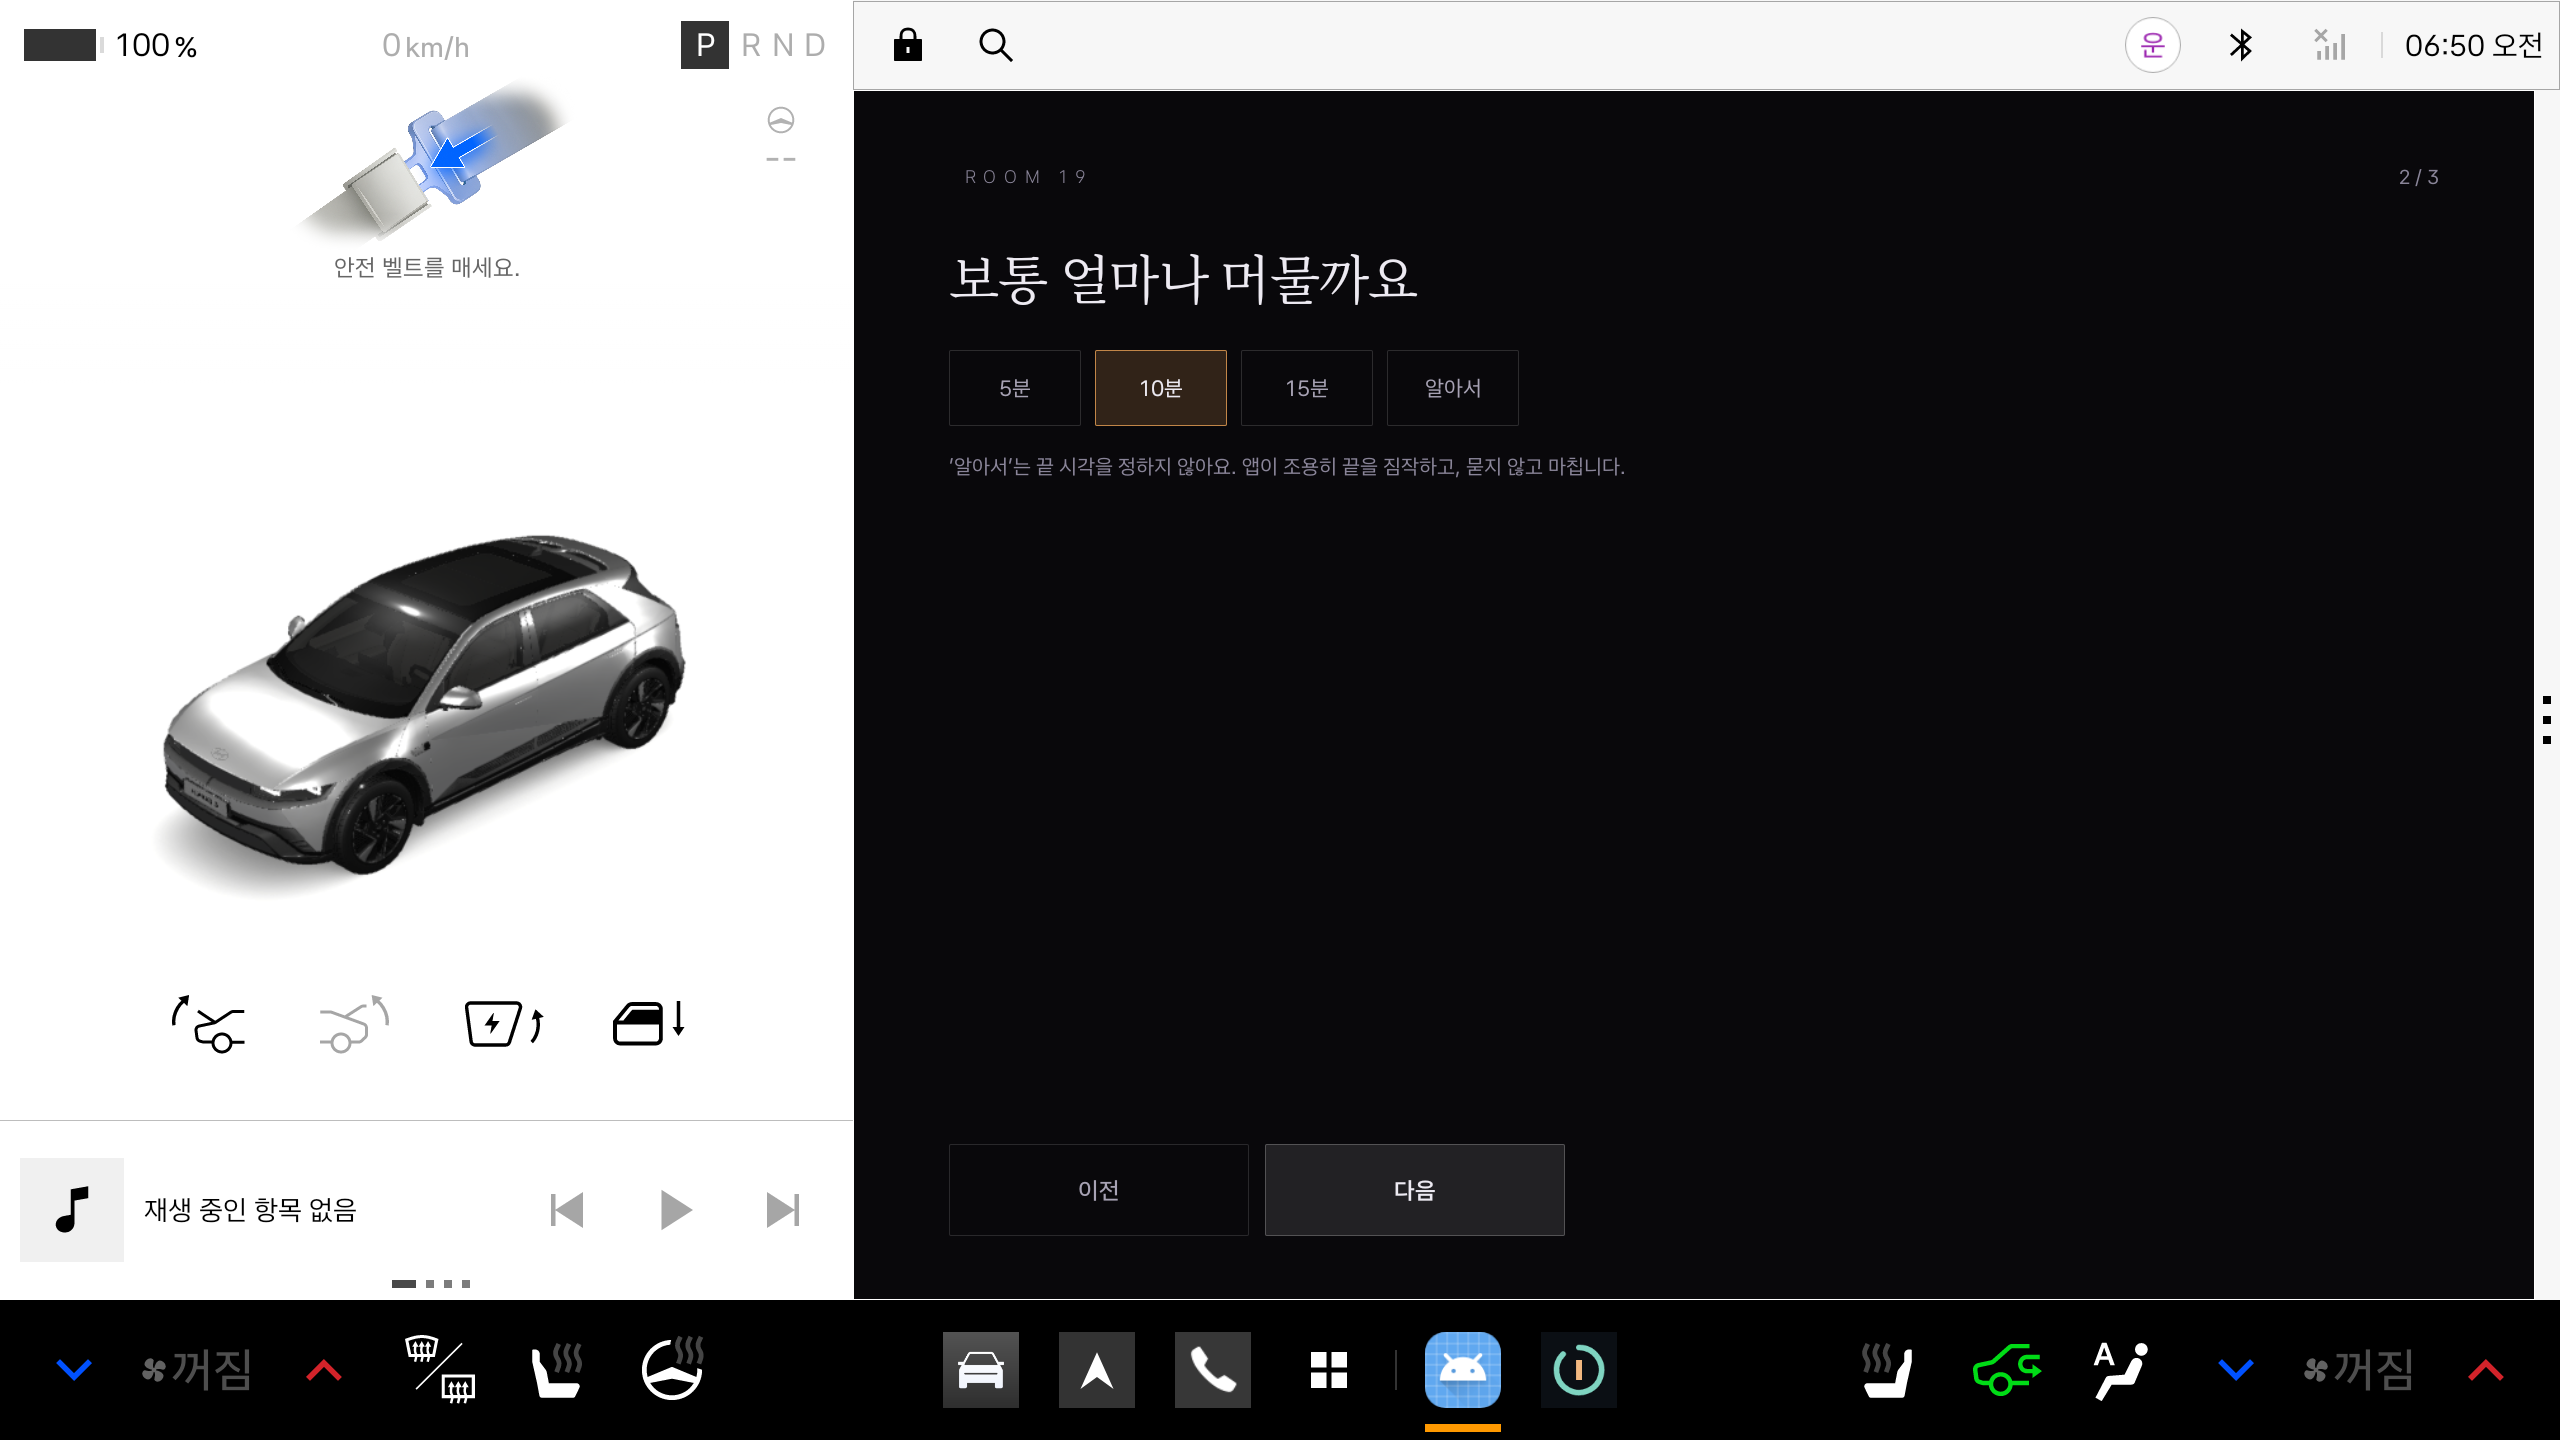 100 %
0 km/h
P R N D
06:50 오전
운
안전 벨트를 매세요.
ROOM 19
2 / 3
보통 얼마나 머물까요
5분
10분
15분
알아서
'알아서'는 끝 시각을 정하지 않아요. 앱이 조용히 끝을 짐작하고, 묻지 않고 마칩니다.
이전
다음
재생 중인 항목 없음
꺼짐
A
꺼짐